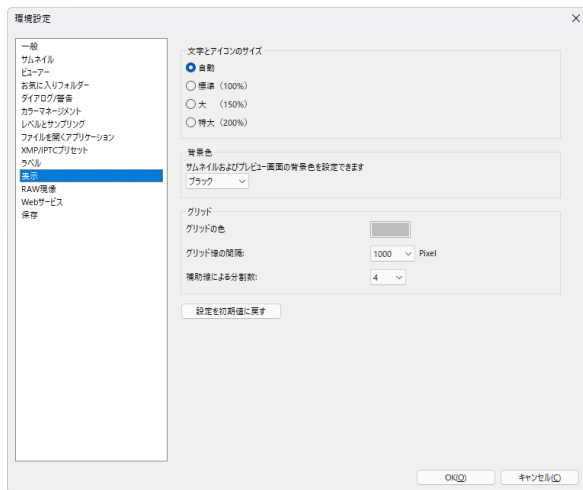 環境設定
一般
サムネイル
ビューアー
お気に入りフォルダー
ダイアログ/警告
カラーマネージメント
レベルとサンプリング
ファイルを開くアプリケーション
XMP/IPTCプリセット
ラベル
表示
RAW現像
Webサービス
保存
文字とアイコンのサイズ
自動
標準（100%）
大　（150%）
特大（200%）
背景色
サムネイルおよびプレビュー画面の背景色を設定できます
ブラック
グリッド
グリッドの色
グリッド線の間隔: 1000 Pixel
補助線による分割数: 4
設定を初期値に戻す
OK(O) キャンセル(C)